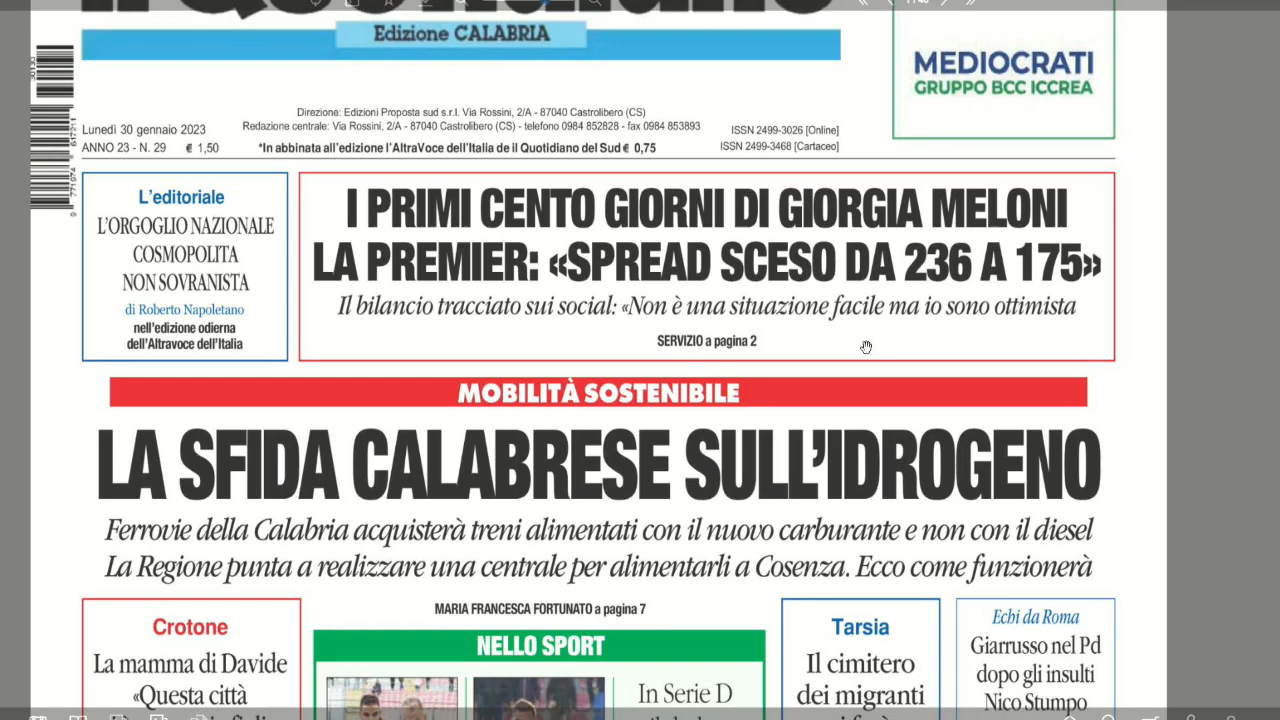 Edizione CALABRIA
MEDIOCRATI
GRUPPO BCC ICCREA
Direzione: Edizioni Proposta sud s.r.l. Via Rossini, 2/A - 87040 Castrolibero (CS)
Lunedì 30 gennaio 2023
Redazione centrale: Via Rossini, 2/A - 87040 Castrolibero (CS) - telefono 0984 852828 - fax 0984 853893
ISSN 2499-3026 [Online]
ANNO 23 - N. 29 € 1,50
*In abbinata all'edizione l'AltraVoce dell'Italia de il Quotidiano del Sud € 0,75
ISSN 2499-3468 [Cartaceo]
L'editoriale
L'ORGOGLIO NAZIONALE
COSMOPOLITA
NON SOVRANISTA
di Roberto Napoletano
nell'edizione odierna
dell'Altravoce dell'Italia
I PRIMI CENTO GIORNI DI GIORGIA MELONI
LA PREMIER: «SPREAD SCESO DA 236 A 175»
Il bilancio tracciato sui social: «Non è una situazione facile ma io sono ottimista
SERVIZIO a pagina 2
MOBILITÀ SOSTENIBILE
LA SFIDA CALABRESE SULL'IDROGENO
Ferrovie della Calabria acquisterà treni alimentati con il nuovo carburante e non con il diesel
La Regione punta a realizzare una centrale per alimentarli a Cosenza. Ecco come funzionerà
MARIA FRANCESCA FORTUNATO a pagina 7
Crotone
La mamma di Davide
«Questa città
NELLO SPORT
In Serie D
Tarsia
Il cimitero
dei migranti
Echi da Roma
Giarrusso nel Pd
dopo gli insulti
Nico Stumpo